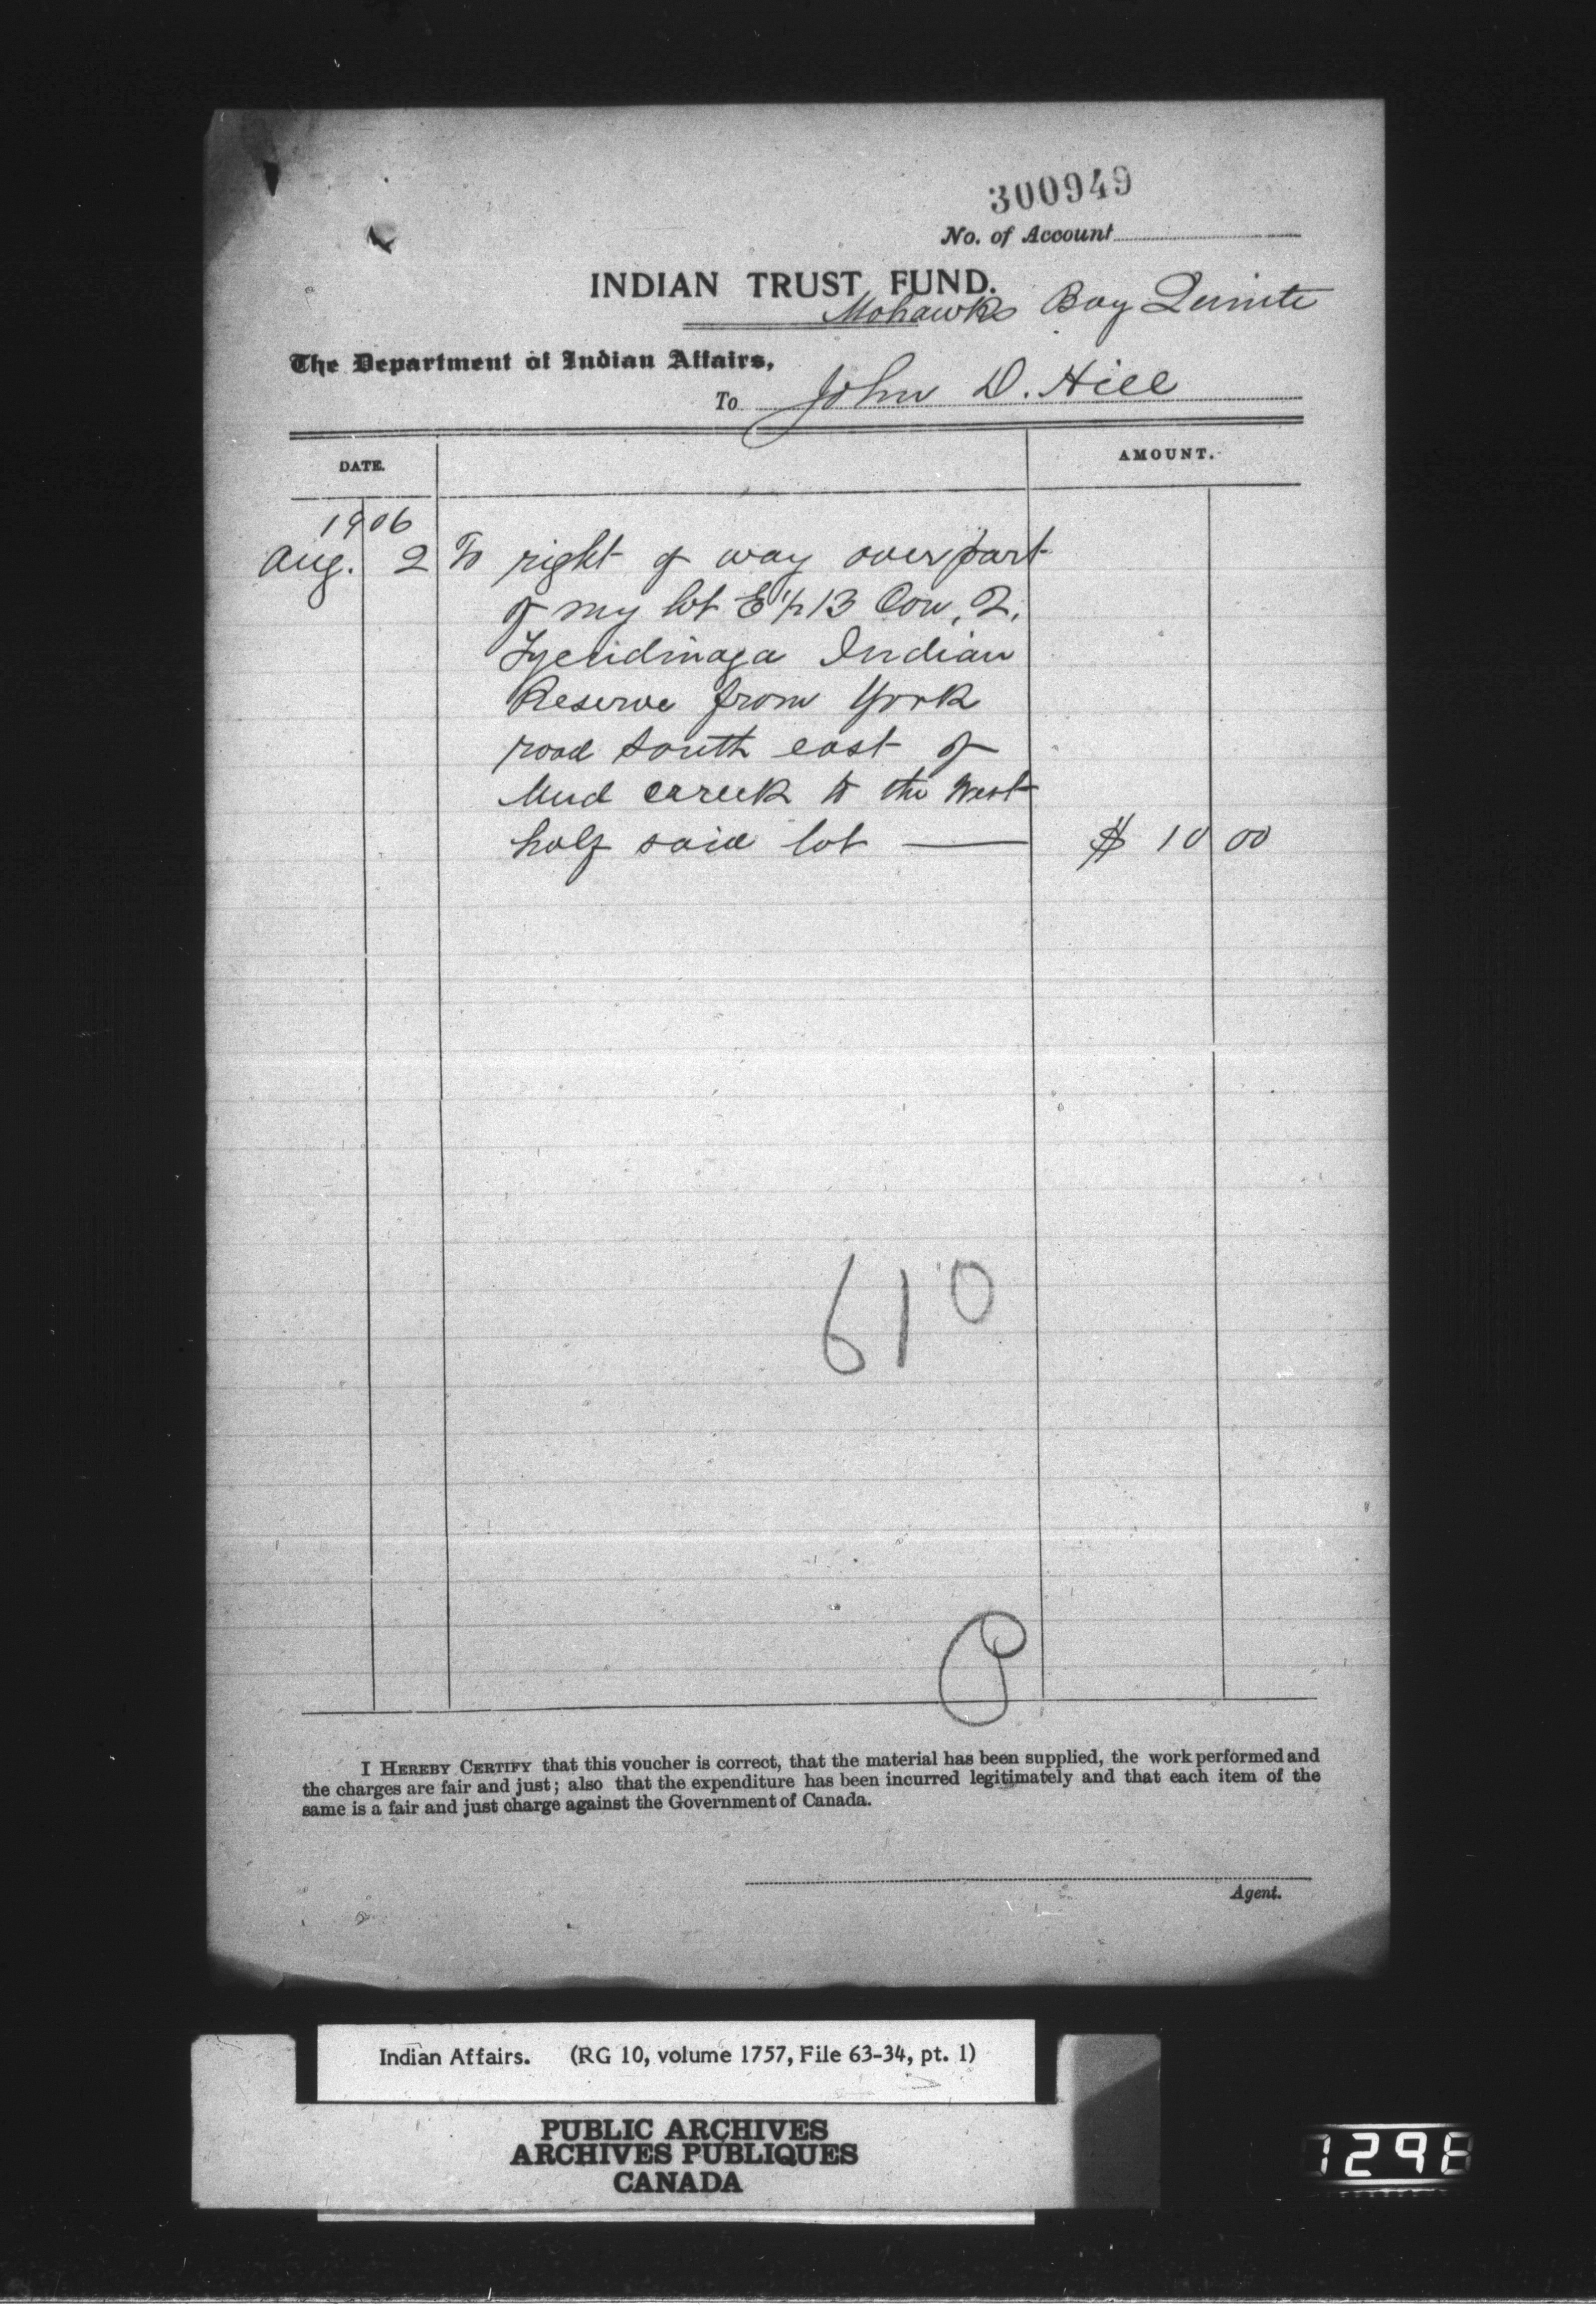 300949
No. of Account
INDIAN TRUST FUND.
Mohawks Bay Quinte
The Department of Indian Affairs,
To John D. Hill
DATE.
AMOUNT.
1906
Aug. 2 To right of way over part
of my lot E 1/2 13 Con. 2.
Tyendinaga Indian
Reserve from York
road south east of
Mud creek to the West
half said lot — $ 10 00
610
I HEREBY CERTIFY that this voucher is correct, that the material has been supplied, the work performed and
the charges are fair and just; also that the expenditure has been incurred legitimately and that each item of the
same is a fair and just charge against the Government of Canada.
Agent.
Indian Affairs. (RG 10, volume 1757, File 63-34, pt. 1)
PUBLIC ARCHIVES
ARCHIVES PUBLIQUES
CANADA
1298